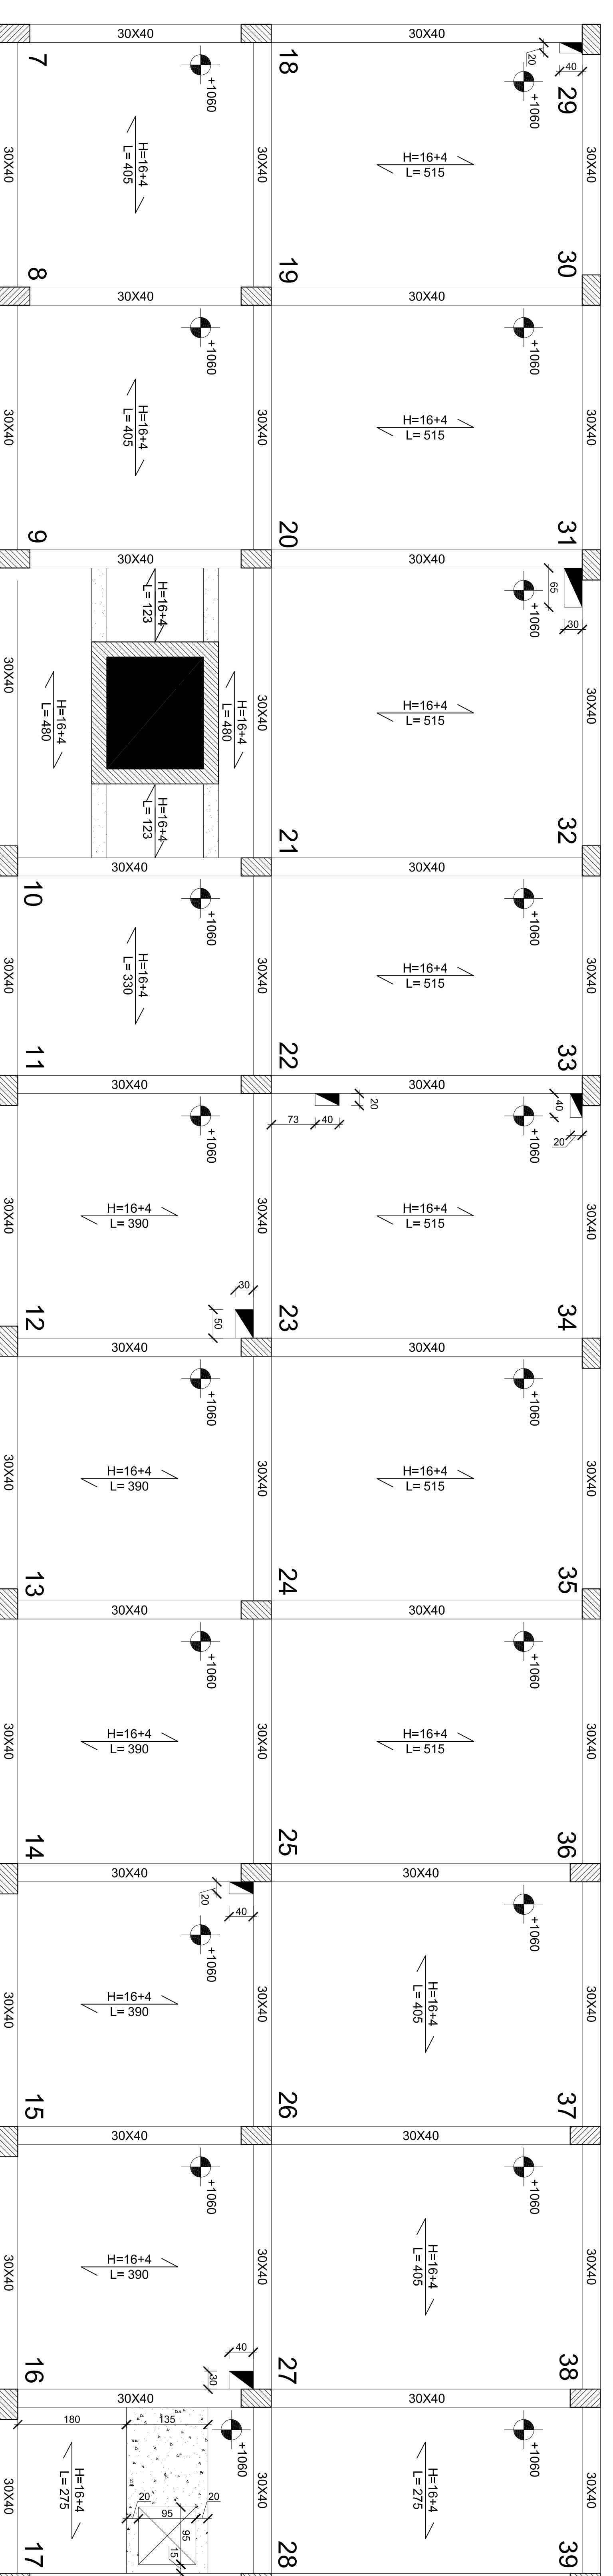 30X40
30X40
7
18
20
40
29
+1060
+1060
30X40
H=16+4
L= 405
30X40
H=16+4
L= 515
30X40
8
19
30
30X40
30X40
+1060
+1060
30X40
H=16+4
L= 405
30X40
H=16+4
L= 515
30X40
9
20
31
30X40
30X40
H=16+4
L= 123
65
30
+1060
30X40
H=16+4
L= 480
H=16+4
L= 480
30X40
H=16+4
L= 515
30X40
H=16+4
L= 123
21
32
30X40
30X40
10
+1060
+1060
30X40
H=16+4
L= 330
30X40
H=16+4
L= 515
30X40
11
22
33
30X40
30X40
20
73
40
40
20
+1060
+1060
30X40
H=16+4
L= 390
30X40
H=16+4
L= 515
30X40
30
50
12
23
34
30X40
30X40
+1060
+1060
30X40
H=16+4
L= 390
30X40
H=16+4
L= 515
30X40
13
24
35
30X40
30X40
+1060
+1060
30X40
H=16+4
L= 390
30X40
H=16+4
L= 515
30X40
14
25
36
30X40
30X40
20
40
+1060
+1060
30X40
H=16+4
L= 390
30X40
H=16+4
L= 405
30X40
15
26
37
30X40
30X40
+1060
+1060
30X40
H=16+4
L= 390
30X40
H=16+4
L= 405
30X40
40
30
16
27
38
30X40
30X40
180
135
+1060
+1060
30X40
H=16+4
L= 275
20
95
20
95
15
30X40
H=16+4
L= 275
30X40
17
28
39